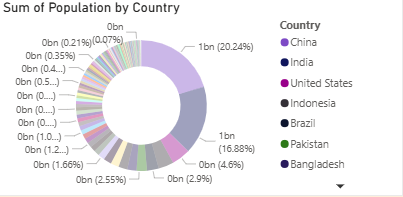 Sum of Population by Country
0bn (0.07%)
0bn (0.21%)
0bn (0.35%)
0bn (0.4...)
0bn (0.5...)
0bn (0....)
0bn (0....)
0bn (0....)
0bn (1.0...)
0bn (1.2...)
0bn (1.66%)
0bn (2.55%)
0bn (2.9%)
0bn (4.6%)
1bn
(16.88%)
1bn (20.24%)
Country
China
India
United States
Indonesia
Brazil
Pakistan
Bangladesh